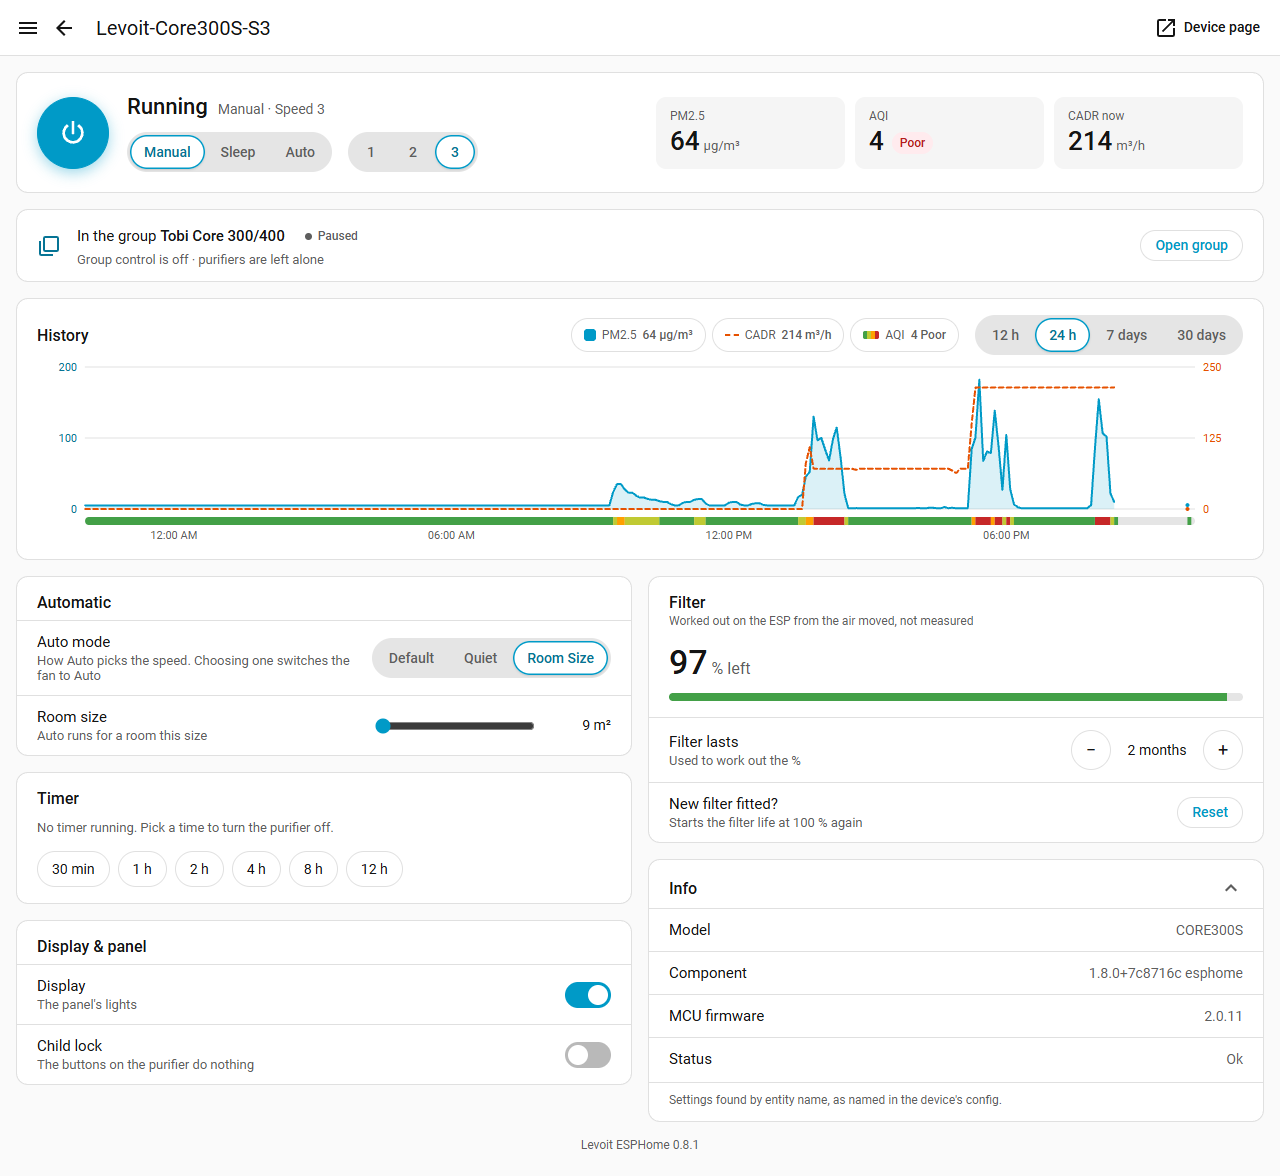 Levoit-Core300S-S3
Device page
Running Manual · Speed 3
Manual Sleep Auto 1 2 3
PM2.5
64 µg/m³
AQI
4 Poor
CADR now
214 m³/h
In the group Tobi Core 300/400 Paused
Group control is off · purifiers are left alone
Open group
History
PM2.5 64 µg/m³ CADR 214 m³/h AQI 4 Poor 12 h 24 h 7 days 30 days
200 250
100 125
0 0
12:00 AM 06:00 AM 12:00 PM 06:00 PM
Automatic
Auto mode
How Auto picks the speed. Choosing one switches the
fan to Auto
Default Quiet Room Size
Room size
Auto runs for a room this size
9 m²
Timer
No timer running. Pick a time to turn the purifier off.
30 min 1 h 2 h 4 h 8 h 12 h
Display & panel
Display
The panel's lights
Child lock
The buttons on the purifier do nothing
Filter
Worked out on the ESP from the air moved, not measured
97 % left
Filter lasts
Used to work out the %
− 2 months +
New filter fitted?
Starts the filter life at 100 % again
Reset
Info
Model CORE300S
Component 1.8.0+7c8716c esphome
MCU firmware 2.0.11
Status Ok
Settings found by entity name, as named in the device's config.
Levoit ESPHome 0.8.1